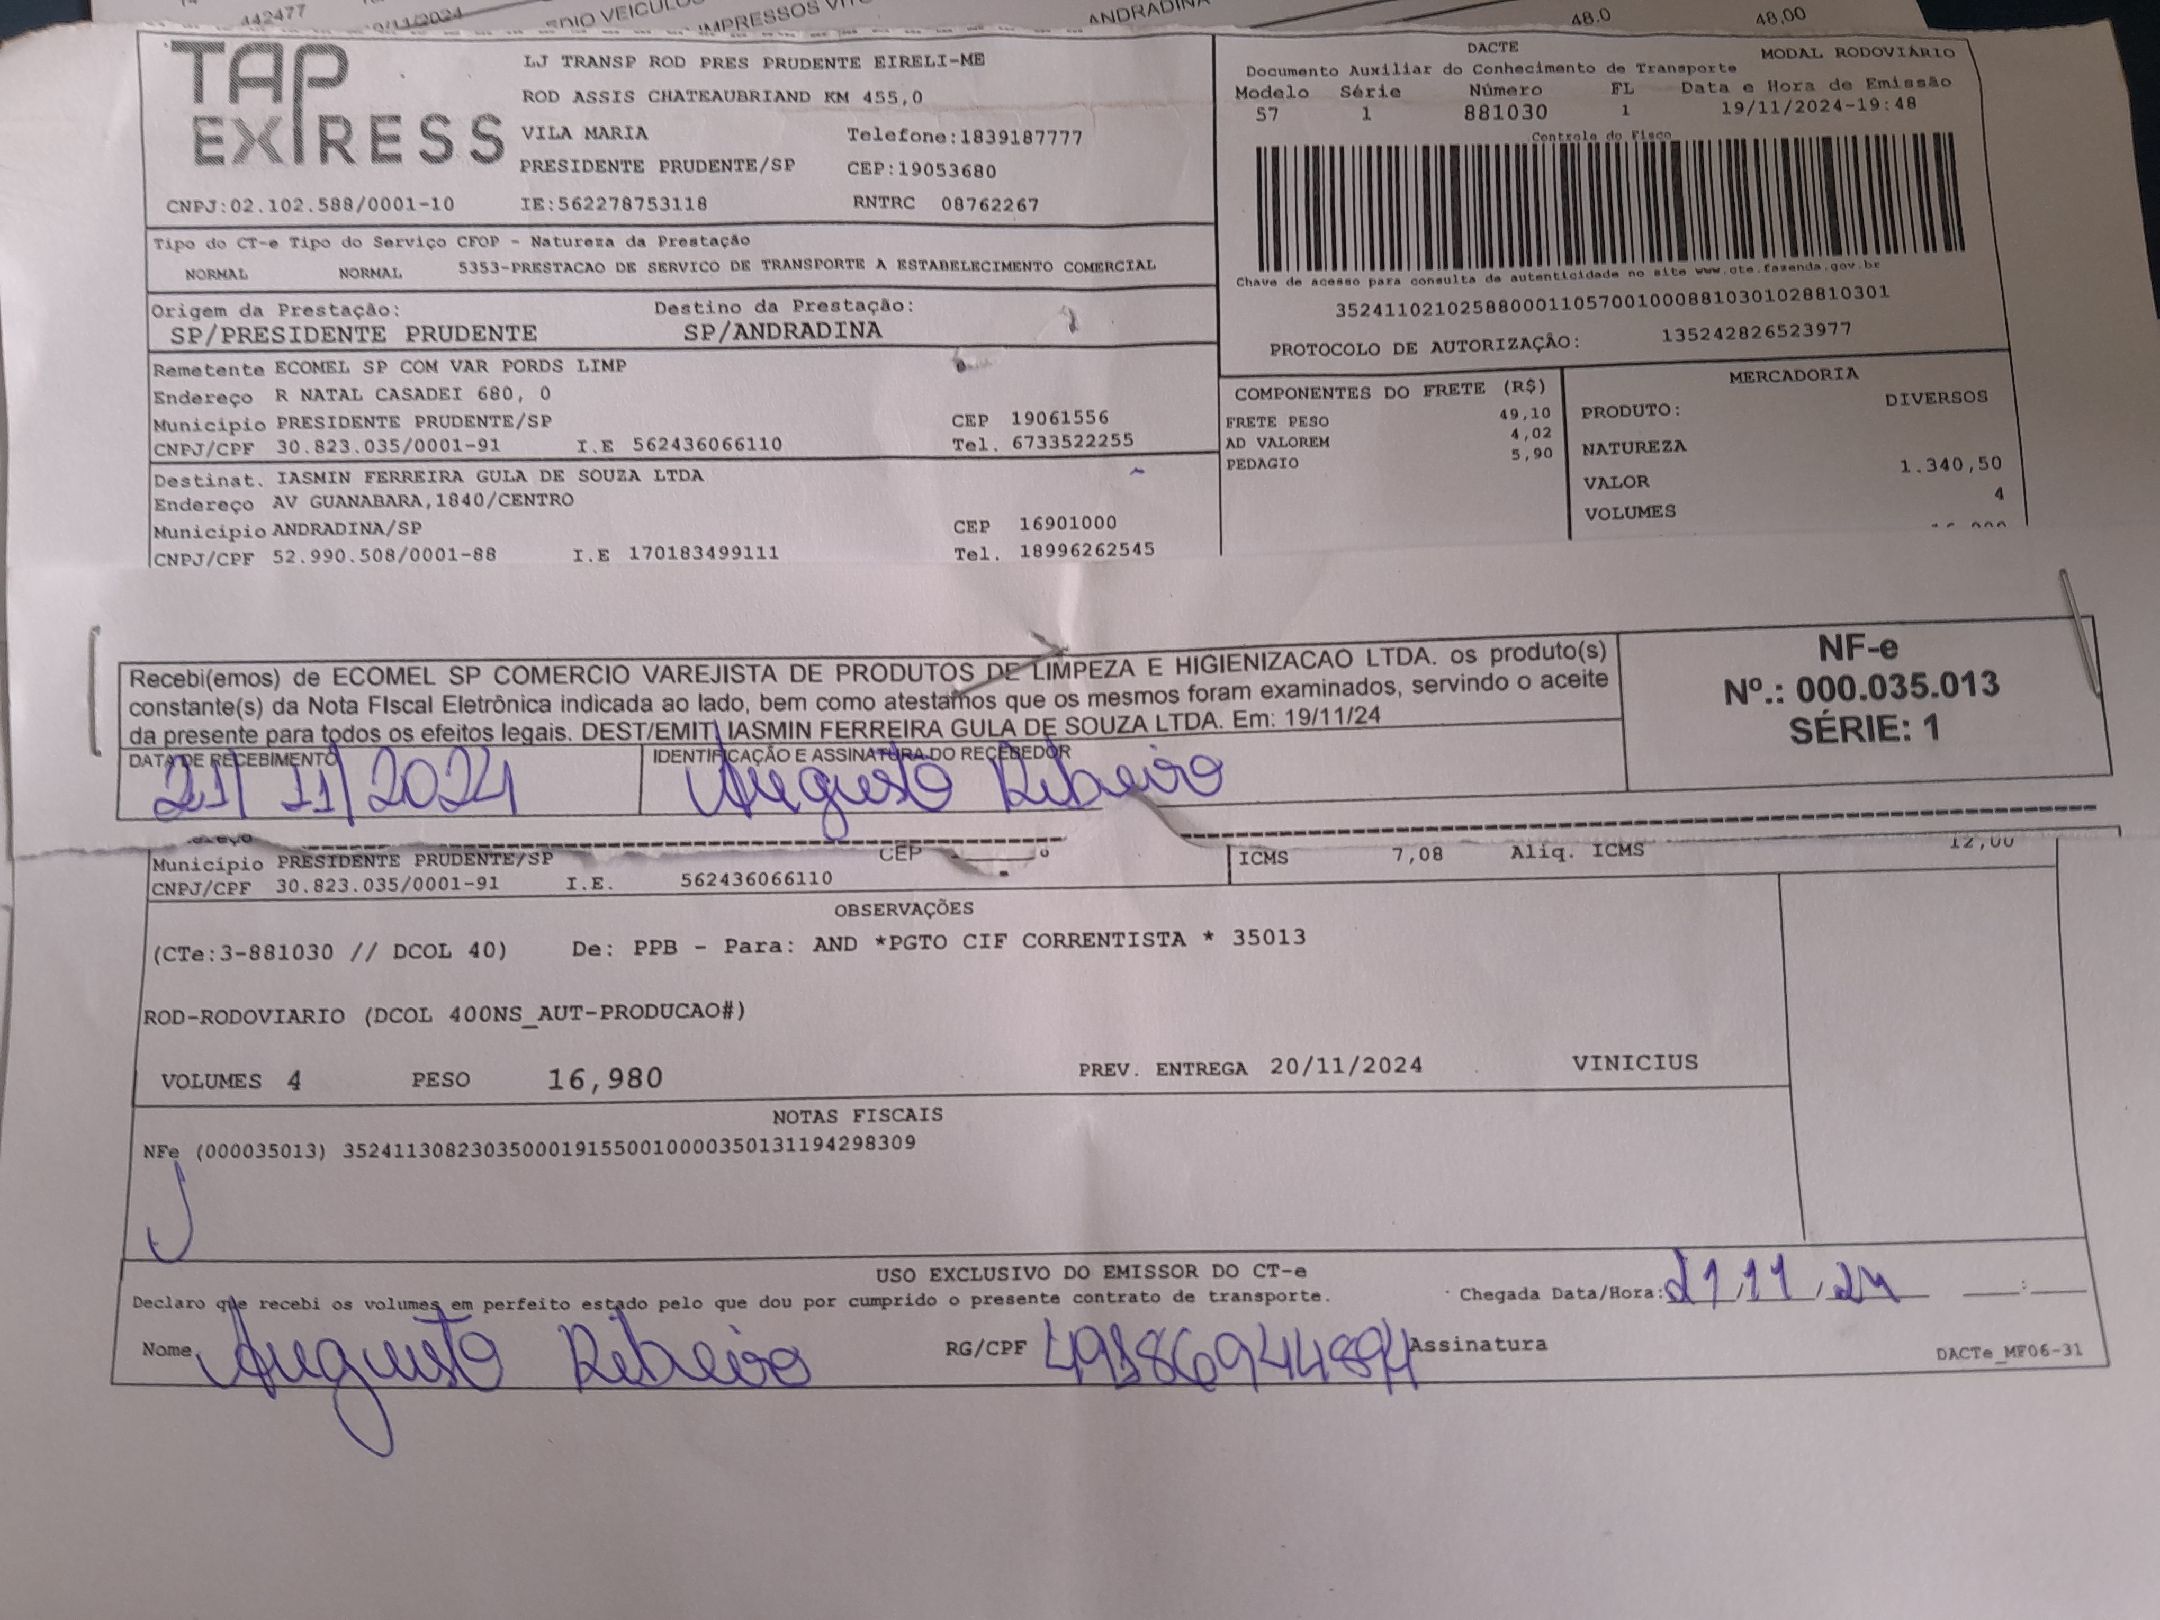 442477
IMPRESSOS
ANDRADINA
48.0
48,00
TAP
EXPRESS
LJ TRANSP ROD PRES PRUDENTE EIRELI-ME
ROD ASSIS CHATEAUBRIAND KM 455,0
VILA MARIA Telefone:1839187777
PRESIDENTE PRUDENTE/SP CEP:19053680
CNPJ:02.102.588/0001-10 IE:562278753118 RNTRC 08762267
DACTE MODAL RODOVIÁRIO
Documento Auxiliar do Conhecimento de Transporte
Modelo Série Número FL Data e Hora de Emissão
57 1 881030 1 19/11/2024-19:48
Controle do Fisco
Chave de acesso para consulta de autenticidade no site www.cte.fazenda.gov.br
35241102102588000110570010008810301028810301
PROTOCOLO DE AUTORIZAÇÃO: 135242826523977
Tipo do CT-e Tipo do Serviço CFOP - Natureza da Prestação
NORMAL NORMAL 5353-PRESTACAO DE SERVICO DE TRANSPORTE A ESTABELECIMENTO COMERCIAL
Origem da Prestação: Destino da Prestação:
SP/PRESIDENTE PRUDENTE SP/ANDRADINA
Remetente ECOMEL SP COM VAR PORDS LIMP
Endereço R NATAL CASADEI 680, 0
Município PRESIDENTE PRUDENTE/SP CEP 19061556
CNPJ/CPF 30.823.035/0001-91 I.E 562436066110 Tel. 6733522255
Destinat. IASMIN FERREIRA GULA DE SOUZA LTDA
Endereço AV GUANABARA,1840/CENTRO
Município ANDRADINA/SP CEP 16901000
CNPJ/CPF 52.990.508/0001-88 I.E 170183499111 Tel. 18996262545
COMPONENTES DO FRETE (R$)
FRETE PESO 49,10
AD VALOREM 4,02
PEDAGIO 5,90
MERCADORIA
PRODUTO: DIVERSOS
NATUREZA
VALOR 1.340,50
VOLUMES 4
Recebi(emos) de ECOMEL SP COMERCIO VAREJISTA DE PRODUTOS DE LIMPEZA E HIGIENIZACAO LTDA. os produto(s)
constante(s) da Nota FIscal Eletrônica indicada ao lado, bem como atestamos que os mesmos foram examinados, servindo o aceite
da presente para todos os efeitos legais. DEST/EMIT IASMIN FERREIRA GULA DE SOUZA LTDA. Em: 19/11/24
NF-e
Nº.: 000.035.013
SÉRIE: 1
DATA DE RECEBIMENTO IDENTIFICAÇÃO E ASSINATURA DO RECEBEDOR
21/11/2024 Augusto Ribeiro
Município PRESIDENTE PRUDENTE/SP CEP
CNPJ/CPF 30.823.035/0001-91 I.E. 562436066110
ICMS 7,08 Aliq. ICMS 12,00
OBSERVAÇÕES
(CTe:3-881030 // DCOL 40) De: PPB - Para: AND *PGTO CIF CORRENTISTA * 35013
ROD-RODOVIARIO (DCOL 400NS_AUT-PRODUCAO#)
VOLUMES 4 PESO 16,980 PREV. ENTREGA 20/11/2024 VINICIUS
NOTAS FISCAIS
NFe (000035013) 35241130823035000191550010000350131194298309
USO EXCLUSIVO DO EMISSOR DO CT-e
Declaro que recebi os volumes em perfeito estado pelo que dou por cumprido o presente contrato de transporte. Chegada Data/Hora: 21/11/24 :
Nome Augusto Ribeiro RG/CPF 49186944894 Assinatura
DACTe_MF06-31